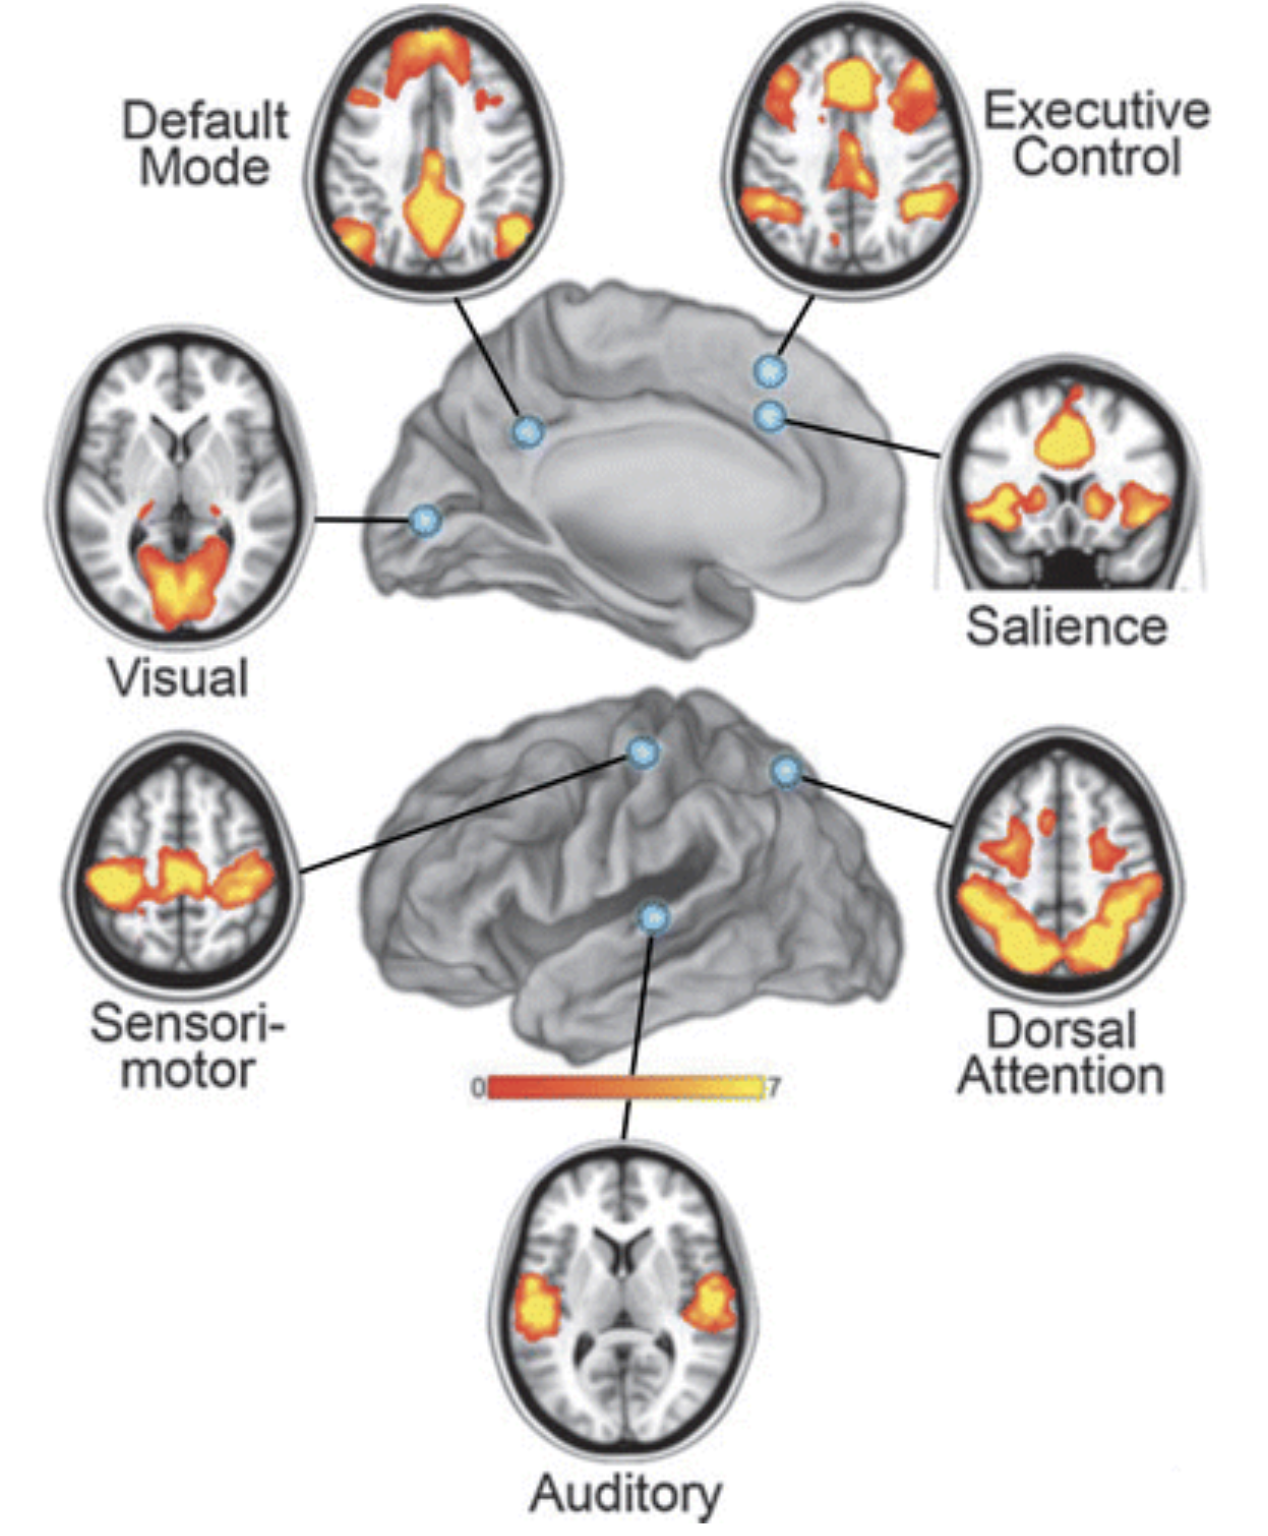 Default
Mode
Executive
Control
Visual
Salience
Sensori-
motor
Dorsal
Attention
0
7
Auditory